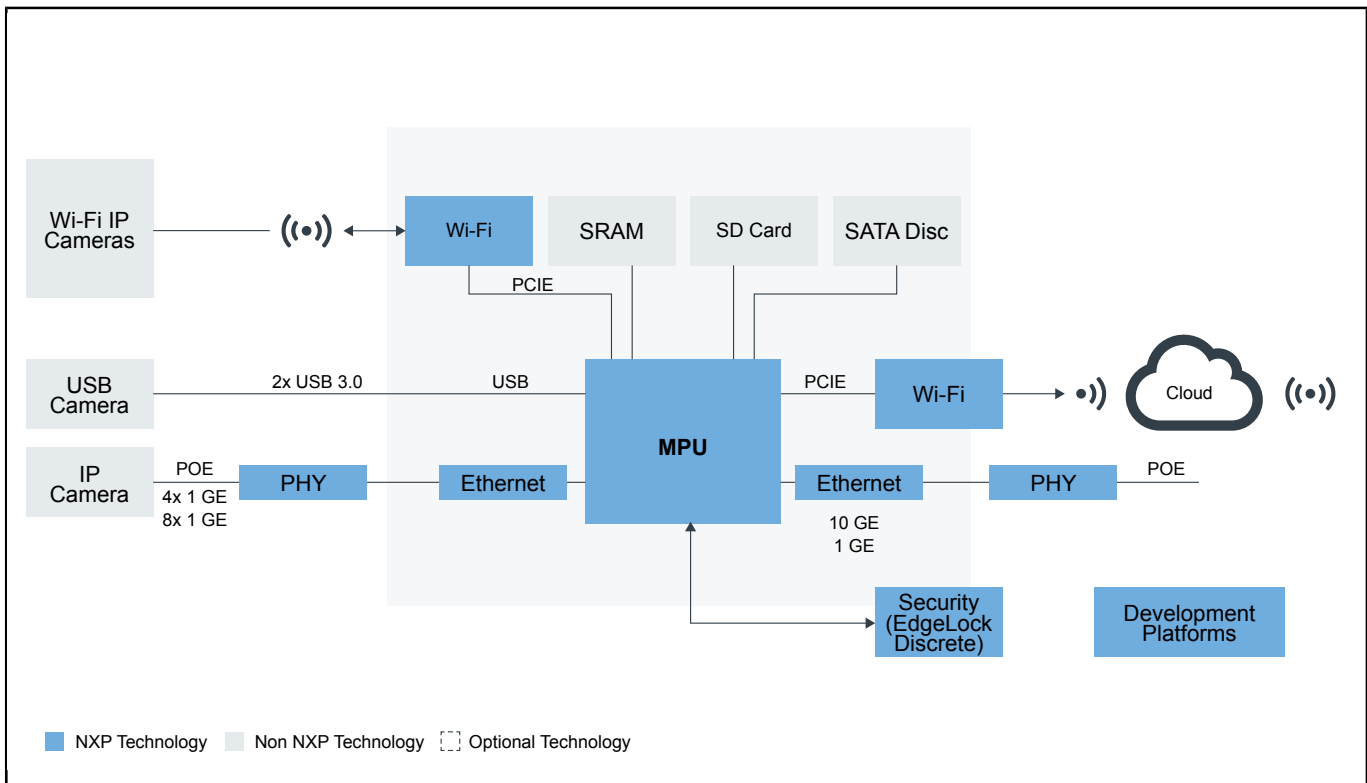 Wi-Fi IP
Cameras
Wi-Fi
SRAM
SD Card
SATA Disc
PCIE
USB
Camera
2x USB 3.0
USB
MPU
PCIE
Wi-Fi
Cloud
IP
Camera
POE
4x 1 GE
8x 1 GE
PHY
Ethernet
Ethernet
10 GE
1 GE
PHY
POE
Security
(EdgeLock
Discrete)
Development
Platforms
NXP Technology
Non NXP Technology
Optional Technology